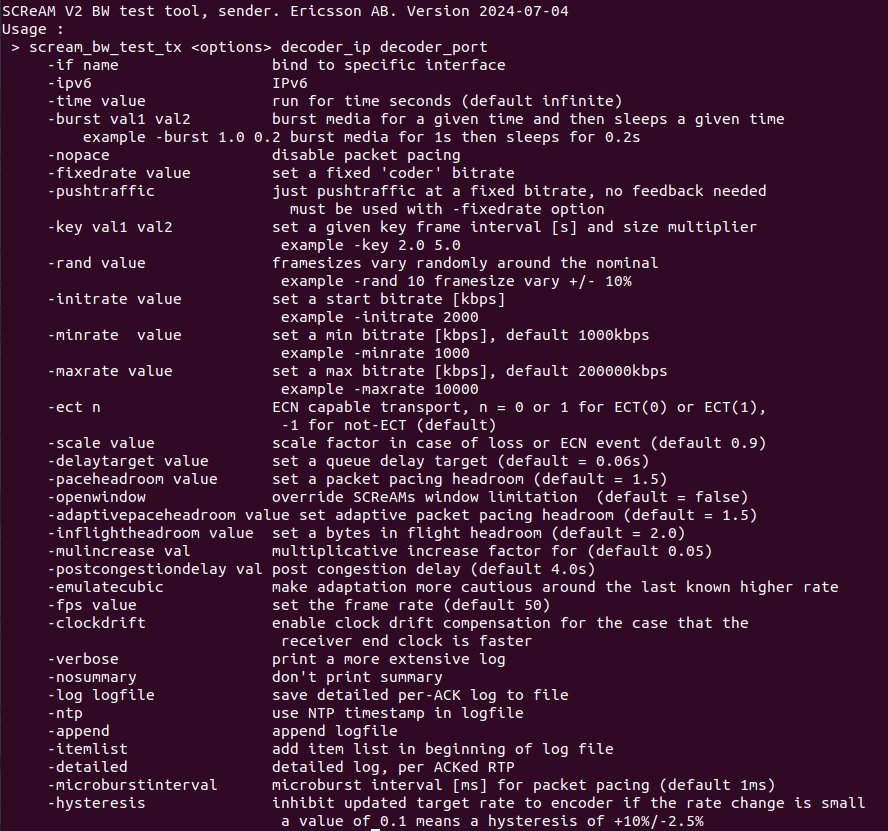 SCReAM V2 BW test tool, sender. Ericsson AB. Version 2024-07-04
Usage :
 > scream_bw_test_tx <options> decoder_ip decoder_port
     -if name                 bind to specific interface
     -ipv6                    IPv6
     -time value              run for time seconds (default infinite)
     -burst val1 val2         burst media for a given time and then sleeps a given time
         example -burst 1.0 0.2 burst media for 1s then sleeps for 0.2s
     -nopace                  disable packet pacing
     -fixedrate value         set a fixed 'coder' bitrate
     -pushtraffic             just pushtraffic at a fixed bitrate, no feedback needed
                                must be used with -fixedrate option
     -key val1 val2           set a given key frame interval [s] and size multiplier
                               example -key 2.0 5.0
     -rand value              framesizes vary randomly around the nominal
                               example -rand 10 framesize vary +/- 10%
     -initrate value          set a start bitrate [kbps]
                               example -initrate 2000
     -minrate  value          set a min bitrate [kbps], default 1000kbps
                               example -minrate 1000
     -maxrate value           set a max bitrate [kbps], default 200000kbps
                               example -maxrate 10000
     -ect n                   ECN capable transport, n = 0 or 1 for ECT(0) or ECT(1),
                               -1 for not-ECT (default)
     -scale value             scale factor in case of loss or ECN event (default 0.9)
     -delaytarget value       set a queue delay target (default = 0.06s)
     -paceheadroom value      set a packet pacing headroom (default = 1.5)
     -openwindow              override SCReAMs window limitation  (default = false)
     -adaptivepaceheadroom value set adaptive packet pacing headroom (default = 1.5)
     -inflightheadroom value  set a bytes in flight headroom (default = 2.0)
     -mulincrease val         multiplicative increase factor for (default 0.05)
     -postcongestiondelay val post congestion delay (default 4.0s)
     -emulatecubic            make adaptation more cautious around the last known higher rate
     -fps value               set the frame rate (default 50)
     -clockdrift              enable clock drift compensation for the case that the
                               receiver end clock is faster
     -verbose                 print a more extensive log
     -nosummary               don't print summary
     -log logfile             save detailed per-ACK log to file
     -ntp                     use NTP timestamp in logfile
     -append                  append logfile
     -itemlist                add item list in beginning of log file
     -detailed                detailed log, per ACKed RTP
     -microburstinterval      microburst interval [ms] for packet pacing (default 1ms)
     -hysteresis              inhibit updated target rate to encoder if the rate change is small
                               a value of 0.1 means a hysteresis of +10%/-2.5%